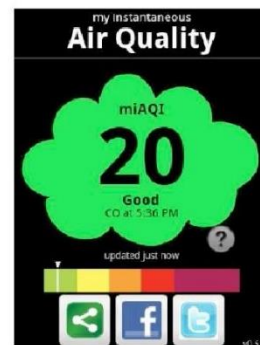 my instantaneous
Air Quality
miAQI
20
Good
CO at 5:36 PM
?
updated just now